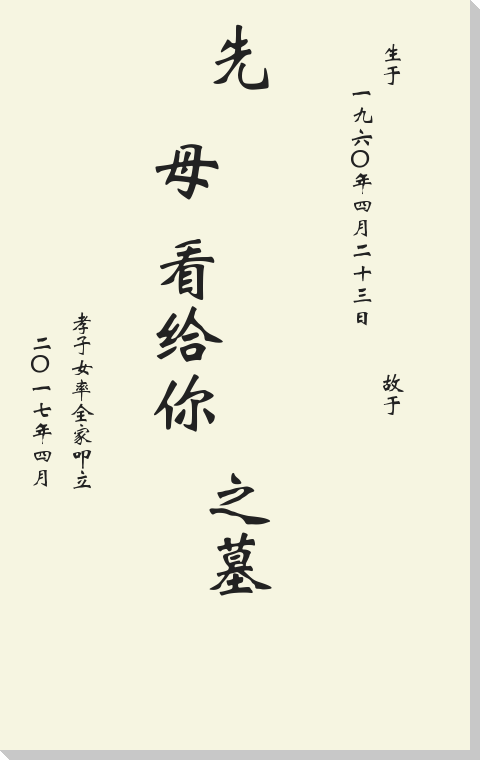 生于
一九六〇年四月二十三日
故于
先
母
看给你
之墓
孝子女率全家叩立
二〇一七年四月